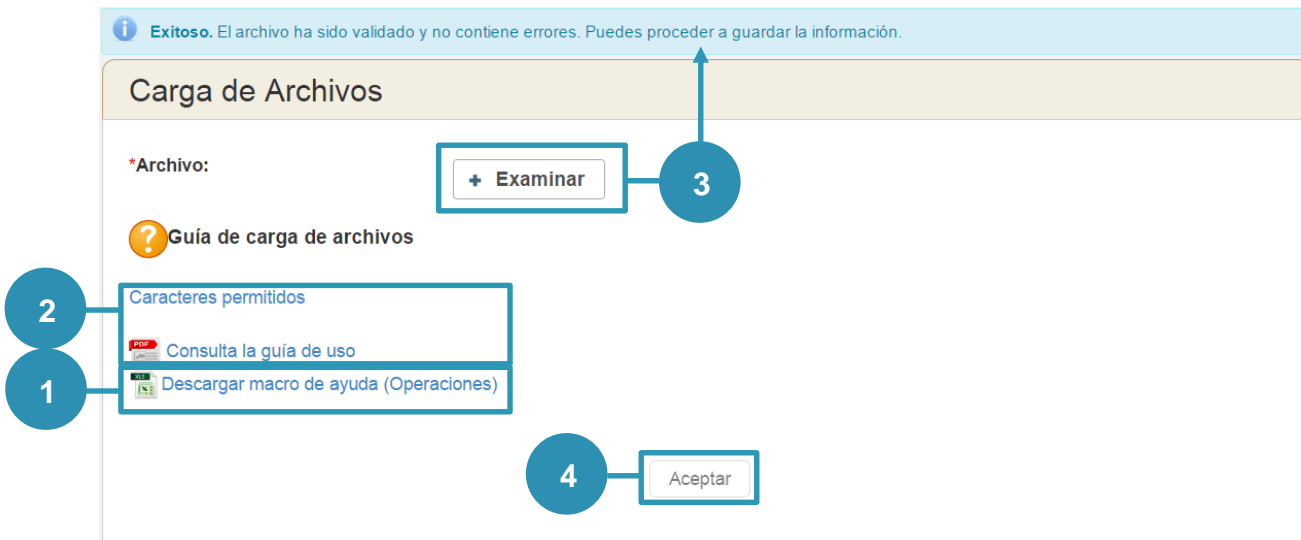 Exitoso. El archivo ha sido validado y no contiene errores. Puedes proceder a guardar la información.
Carga de Archivos
*Archivo:
+ Examinar
3
?
Guía de carga de archivos
2
Caracteres permitidos
PDF
Consulta la guía de uso
1
XLS
Descargar macro de ayuda (Operaciones)
4
Aceptar